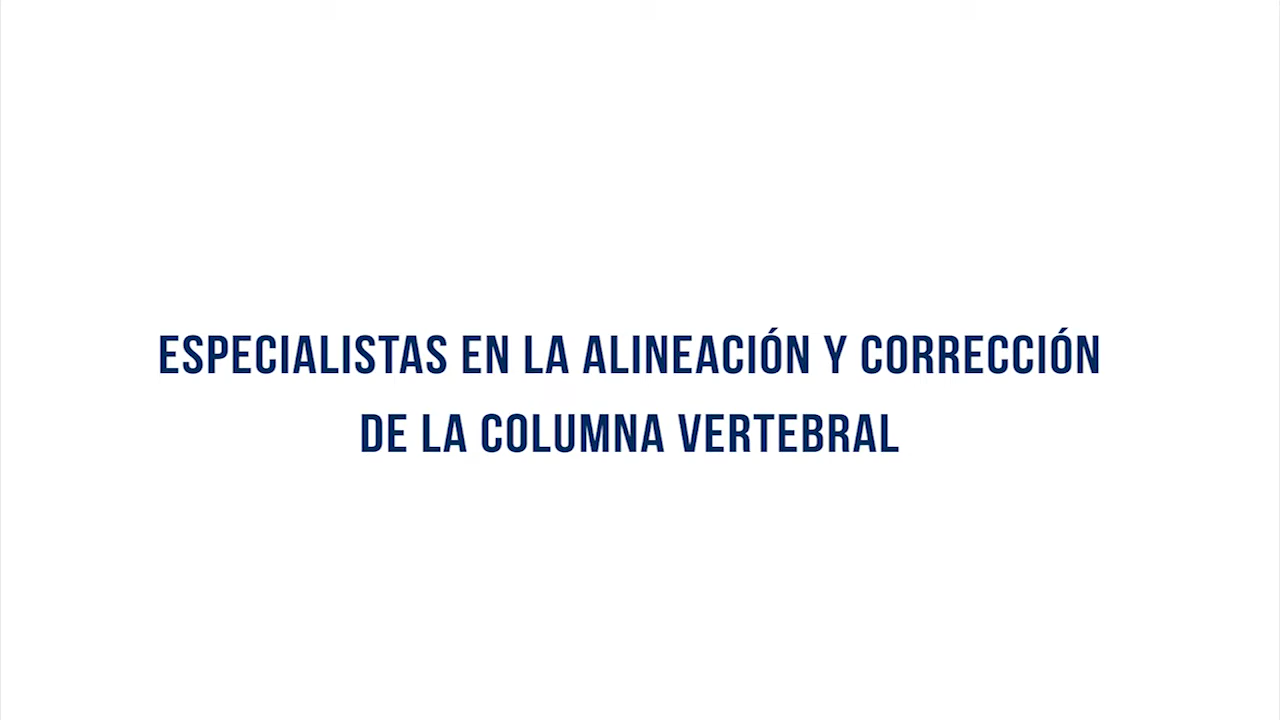 ESPECIALISTAS EN LA ALINEACIÓN Y CORRECCIÓN
DE LA COLUMNA VERTEBRAL